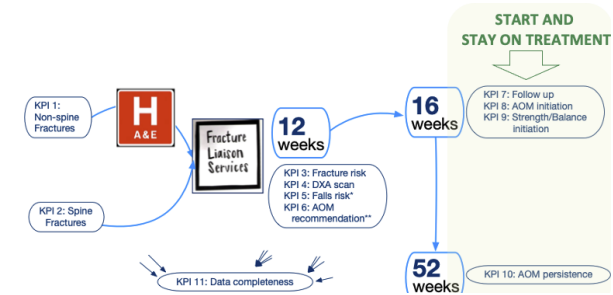 START AND
STAY ON TREATMENT
KPI 1:
Non-spine
Fractures
H
A&E
Fracture
Liaison
Services
12
weeks
16
weeks
KPI 7: Follow up
KPI 8: AOM initiation
KPI 9: Strength/Balance
initiation
KPI 3: Fracture risk
KPI 4: DXA scan
KPI 5: Falls risk*
KPI 6: AOM
recommendation**
KPI 2: Spine
Fractures
52
weeks
KPI 10: AOM persistence
KPI 11: Data completeness